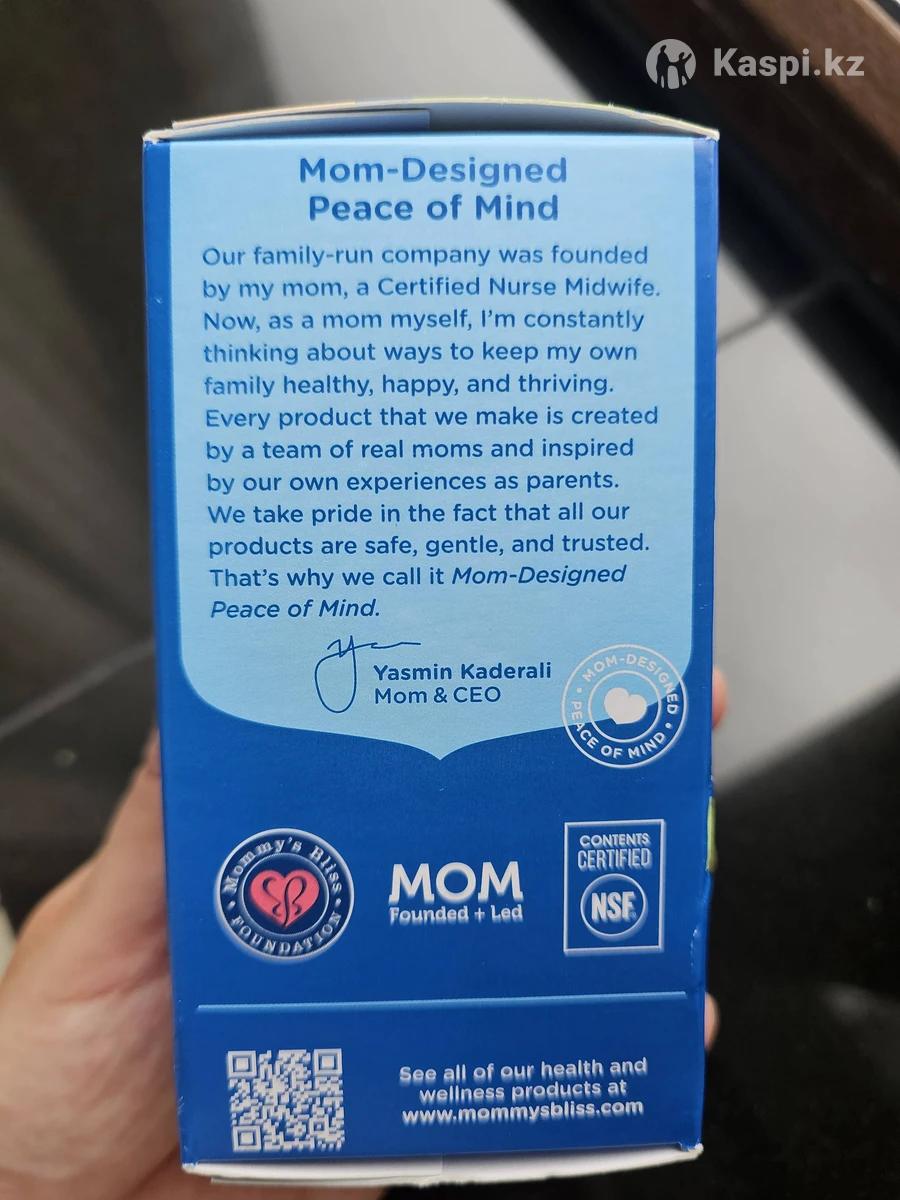 Kaspi.kz
Mom-Designed
Peace of Mind
Our family-run company was founded
by my mom, a Certified Nurse Midwife.
Now, as a mom myself, I'm constantly
thinking about ways to keep my own
family healthy, happy, and thriving.
Every product that we make is created
by a team of real moms and inspired
by our own experiences as parents.
We take pride in the fact that all our
products are safe, gentle, and trusted.
That's why we call it Mom-Designed
Peace of Mind.
Yasmin Kaderali
Mom & CEO
• MOM-DESIGNED •
PEACE OF MIND
Mommy's Bliss
• FOUNDATION •
MOM
Founded + Led
CONTENTS
CERTIFIED
NSF
See all of our health and
wellness products at
www.mommysbliss.com